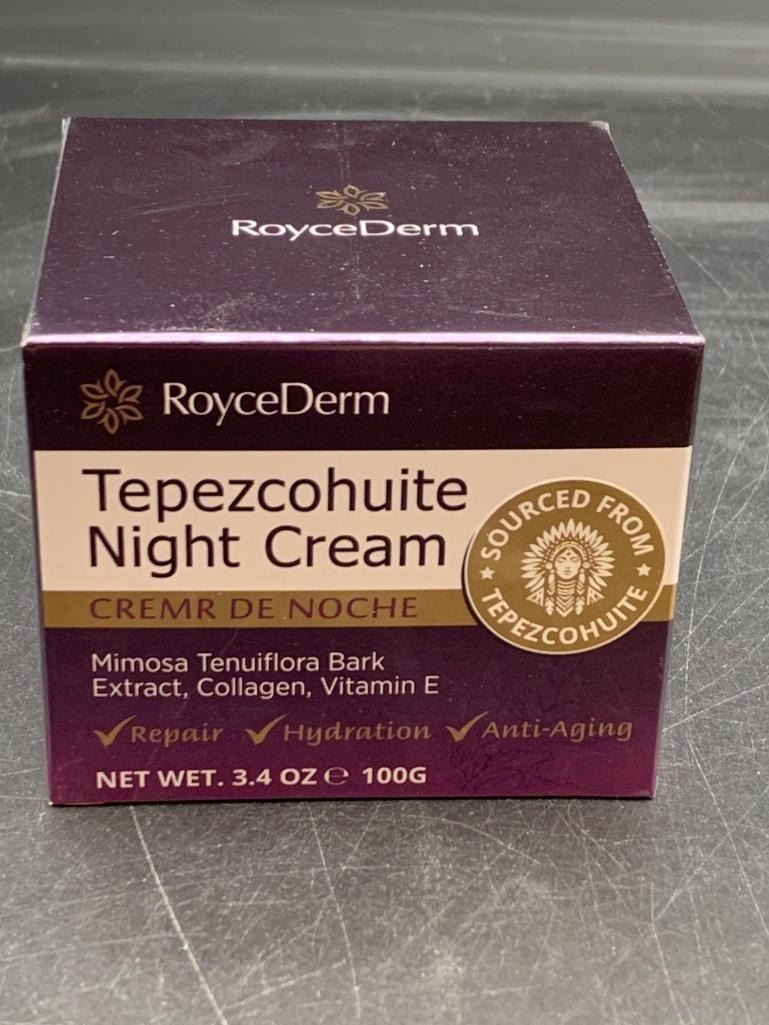 RoyceDerm
RoyceDerm
Tepezcohuite
Night Cream
CREMR DE NOCHE
SOURCED FROM
TEPEZCOHUITE
Mimosa Tenuiflora Bark
Extract, Collagen, Vitamin E
✓Repair ✓Hydration ✓Anti-Aging
NET WET. 3.4 OZ ℮ 100G